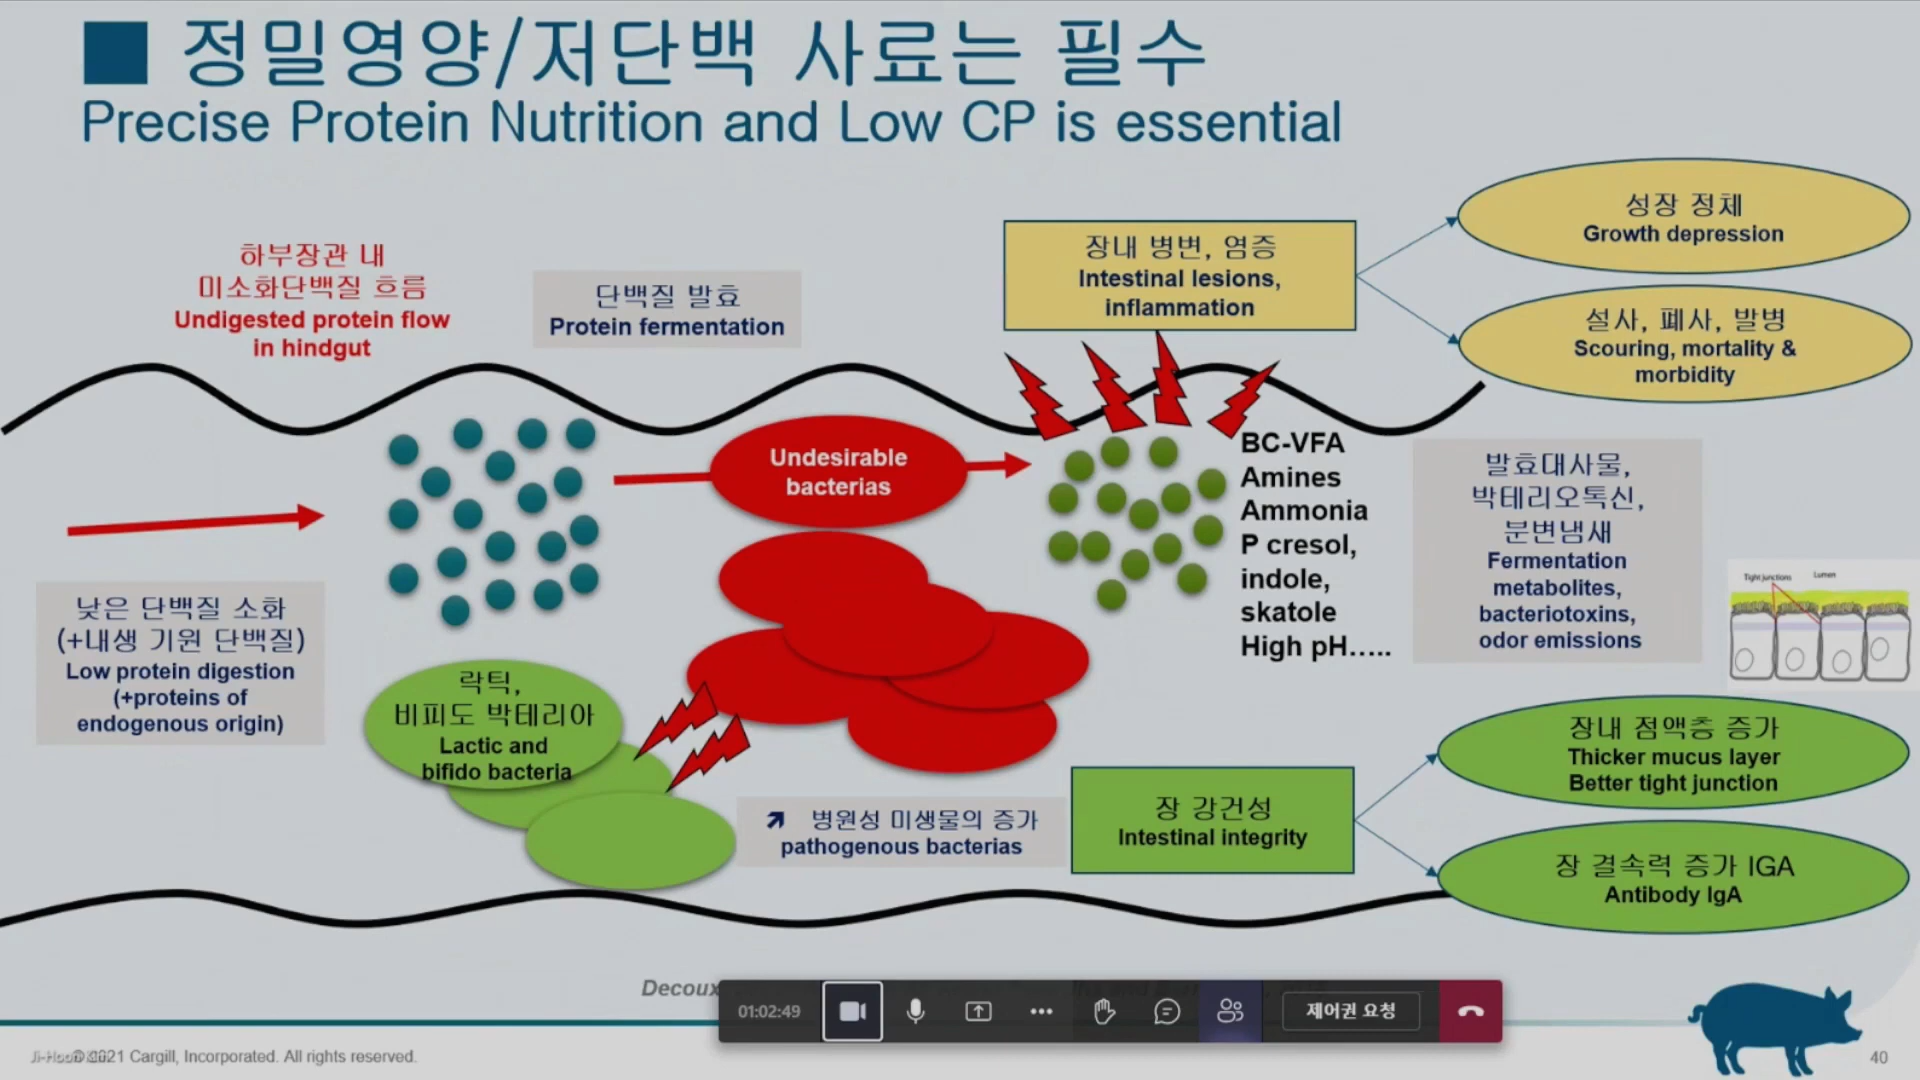 정밀영양/저단백 사료는 필수
Precise Protein Nutrition and Low CP is essential
하부장관 내
미소화단백질 흐름
Undigested protein flow
in hindgut
단백질 발효
Protein fermentation
장내 병변, 염증
Intestinal lesions,
inflammation
성장 정체
Growth depression
설사, 폐사, 발병
Scouring, mortality &
morbidity
Undesirable
bacterias
BC-VFA
Amines
Ammonia
P cresol,
indole,
skatole
High pH…..
발효대사물,
박테리오톡신,
분변냄새
Fermentation
metabolites,
bacteriotoxins,
odor emissions
Tight junctions
Lumen
낮은 단백질 소화
(+내생 기원 단백질)
Low protein digestion
(+proteins of
endogenous origin)
락틱,
비피도 박테리아
Lactic and
bifido bacteria
병원성 미생물의 증가
pathogenous bacterias
장 강건성
Intestinal integrity
장내 점액층 증가
Thicker mucus layer
Better tight junction
장 결속력 증가 IGA
Antibody IgA
01:02:49
제어권 요청
2021 Cargill, Incorporated. All rights reserved.
40